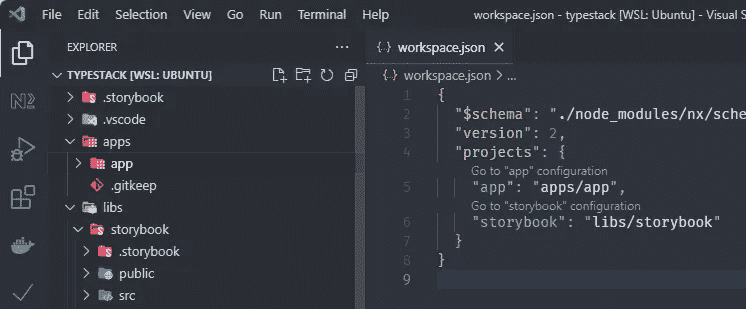 File Edit Selection View Go Run Terminal Help
workspace.json - typestack [WSL: Ubuntu] - Visual S
EXPLORER
TYPESTACK [WSL: UBUNTU]
.storybook
.vscode
apps
app
.gitkeep
libs
storybook
.storybook
public
src
{..} workspace.json
{..} workspace.json > ...
1 {
2 "$schema": "./node_modules/nx/sche
3 "version": 2,
4 "projects": {
Go to "app" configuration
5 "app": "apps/app",
Go to "storybook" configuration
6 "storybook": "libs/storybook"
7 }
8 }
9